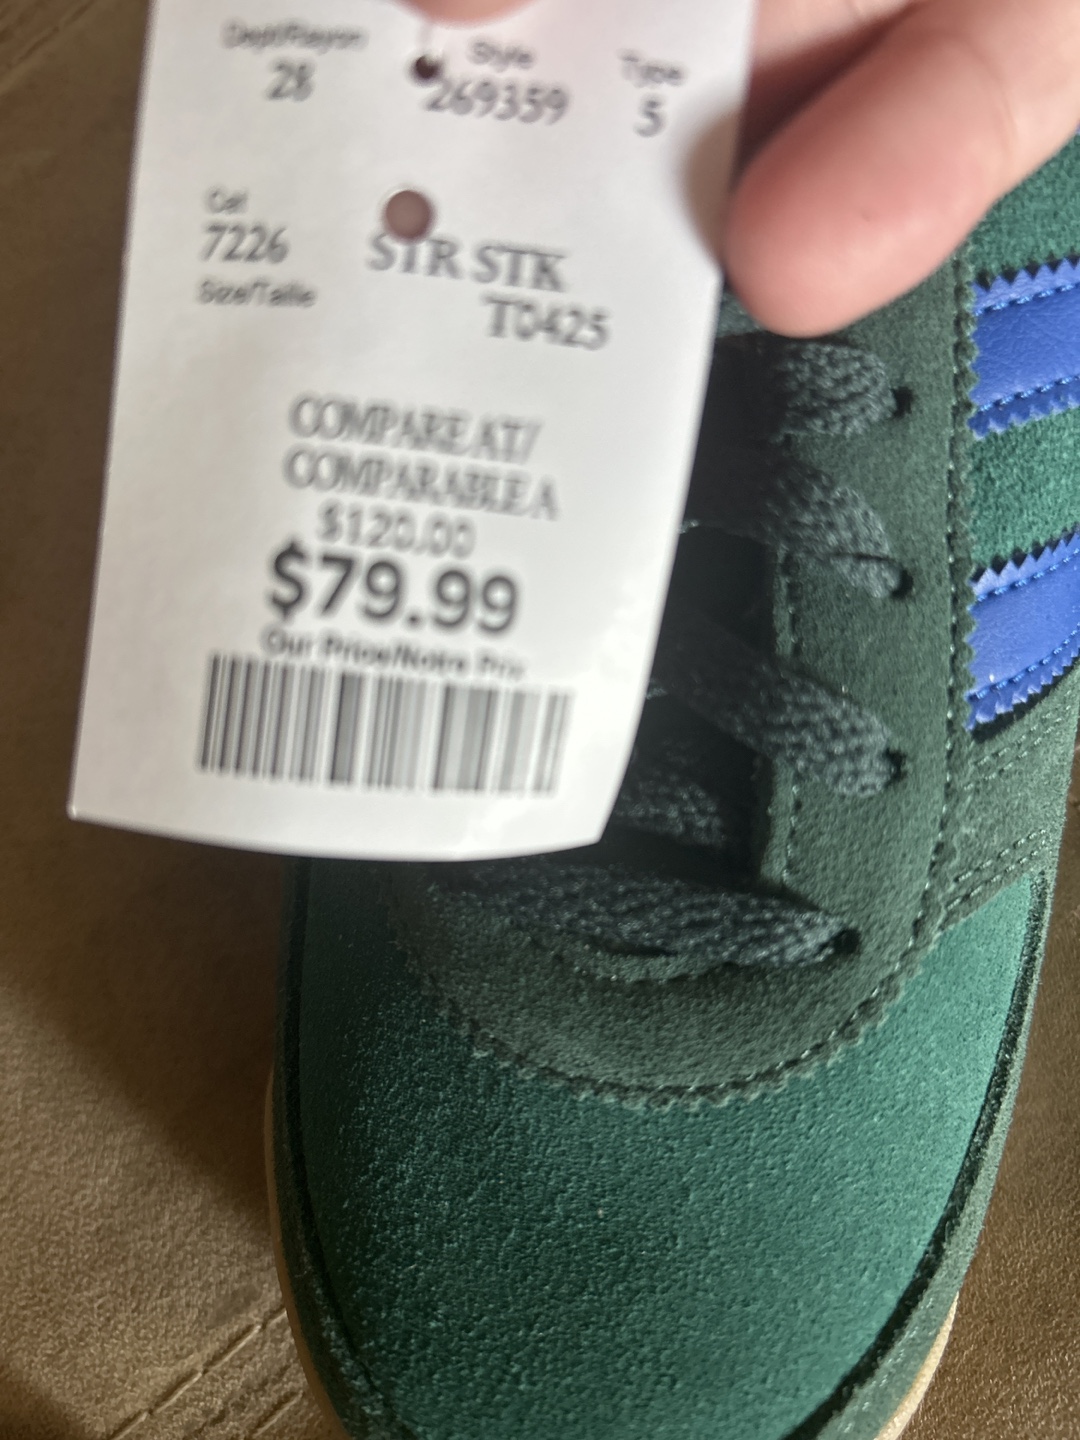 Dept/Rayon Style Type
28 269359 5
Cat
7226 STR STK
Size/Taille
T0425
COMPARE AT/
COMPARABLE A
$120.00
$79.99
Our Price/Notre Prix